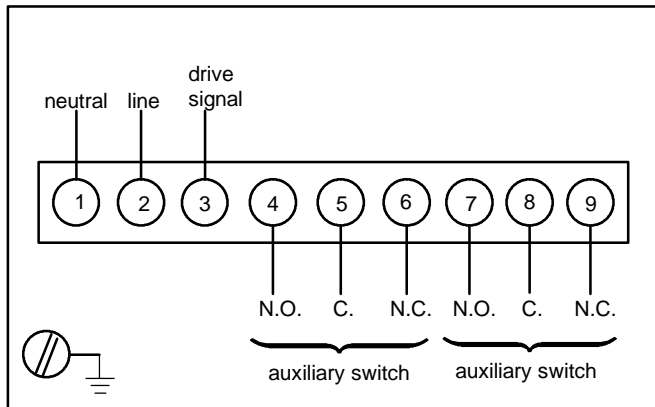 drive
signal
neutral line
1 2 3 4 5 6 7 8 9
N.O. C. N.C. N.O. C. N.C.
auxiliary switch auxiliary switch